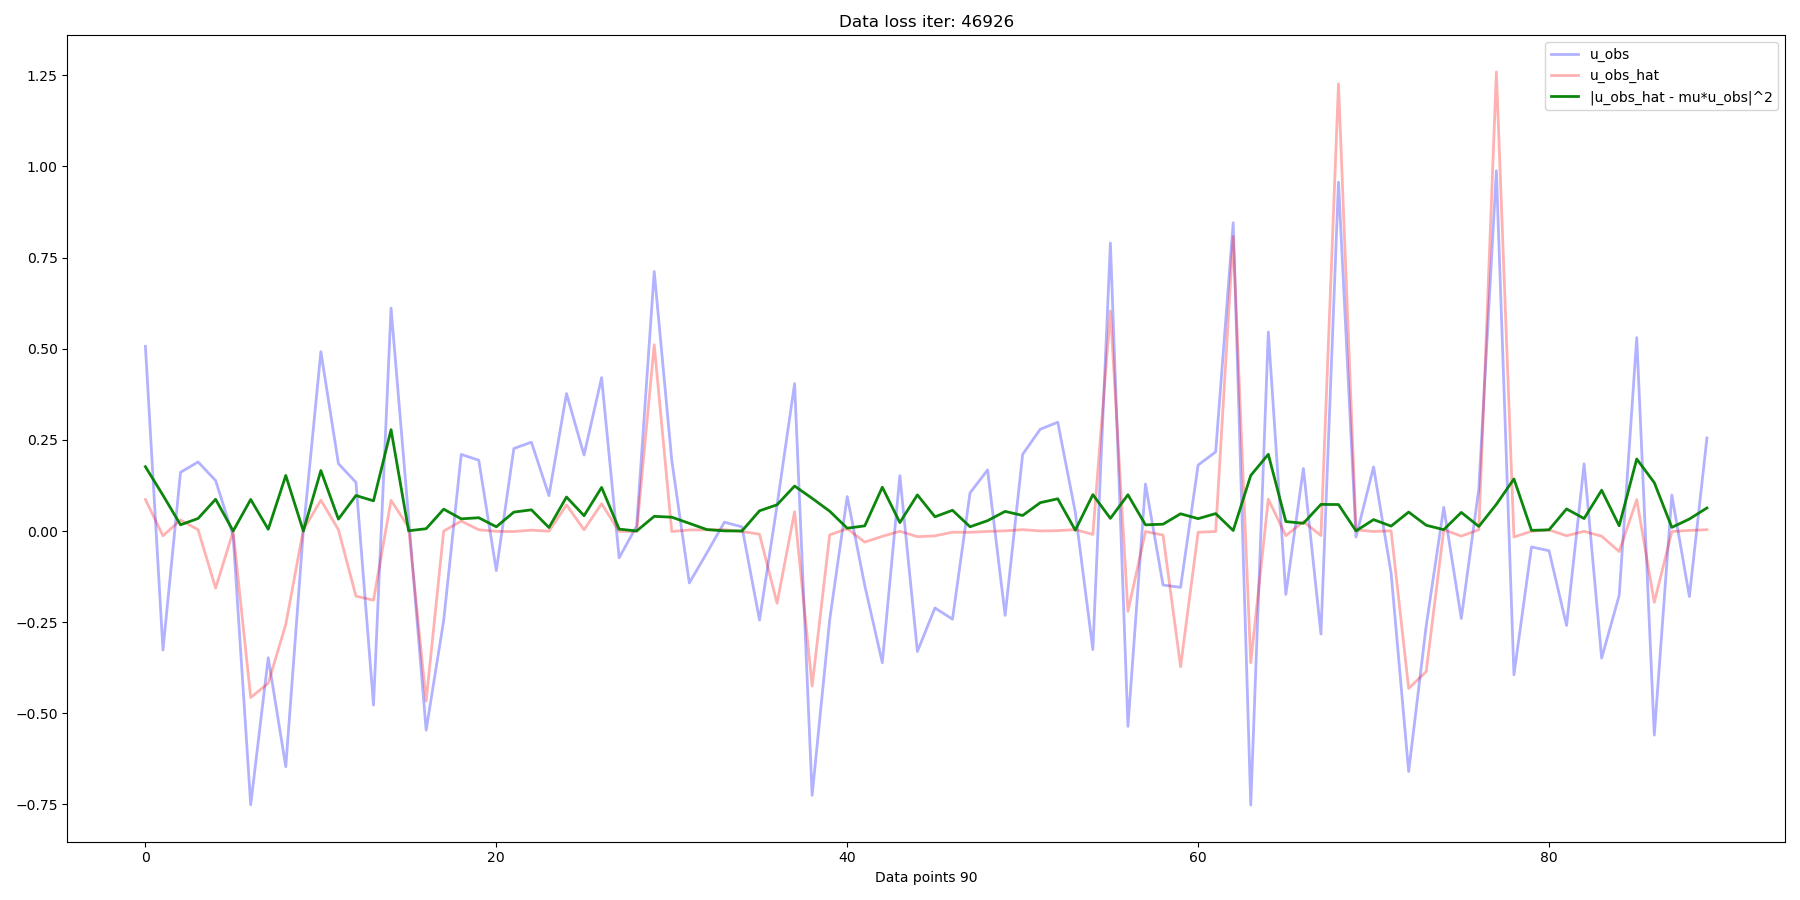 Data loss iter: 46926
u_obs
u_obs_hat
|u_obs_hat - mu*u_obs|^2
1.25
1.00
0.75
0.50
0.25
0.00
−0.25
−0.50
−0.75
0 20 40 60 80
Data points 90